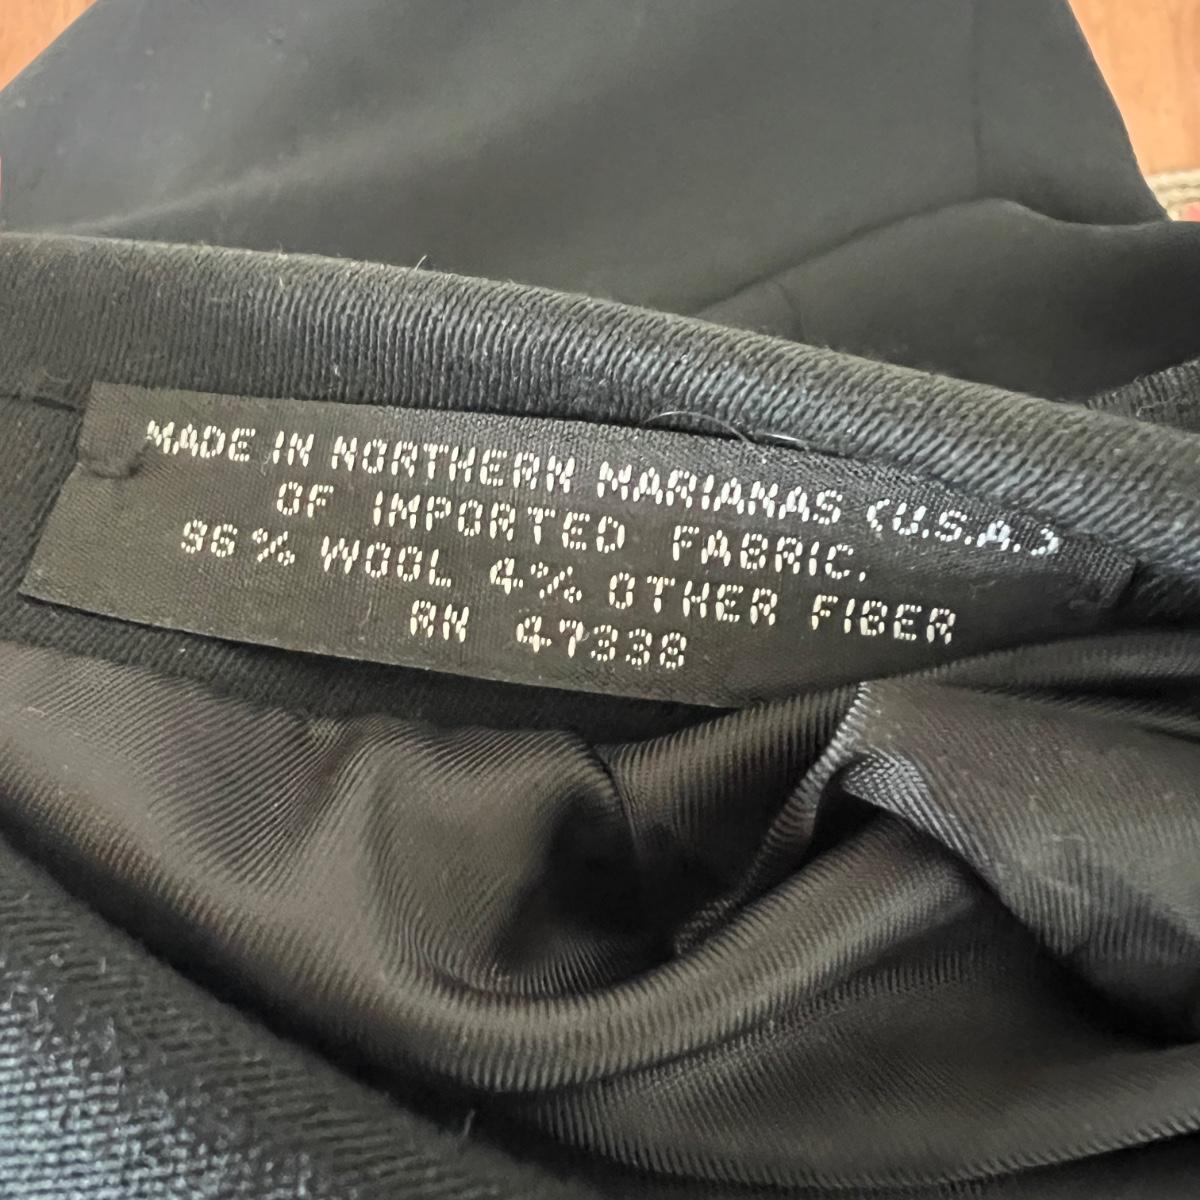 MADE IN NORTHERN MARIANAS (U.S.A.)
OF IMPORTED FABRIC.
96% WOOL 4% OTHER FIBER
RN 47338